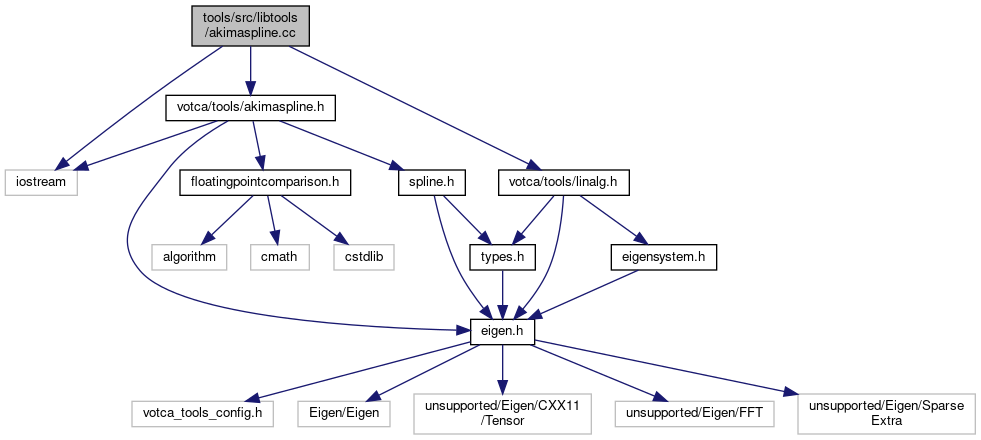 tools/src/libtools
/akimaspline.cc
votca/tools/akimaspline.h
iostream
floatingpointcomparison.h
spline.h
votca/tools/linalg.h
algorithm
cmath
cstdlib
types.h
eigensystem.h
eigen.h
votca_tools_config.h
Eigen/Eigen
unsupported/Eigen/CXX11
/Tensor
unsupported/Eigen/FFT
unsupported/Eigen/Sparse
Extra